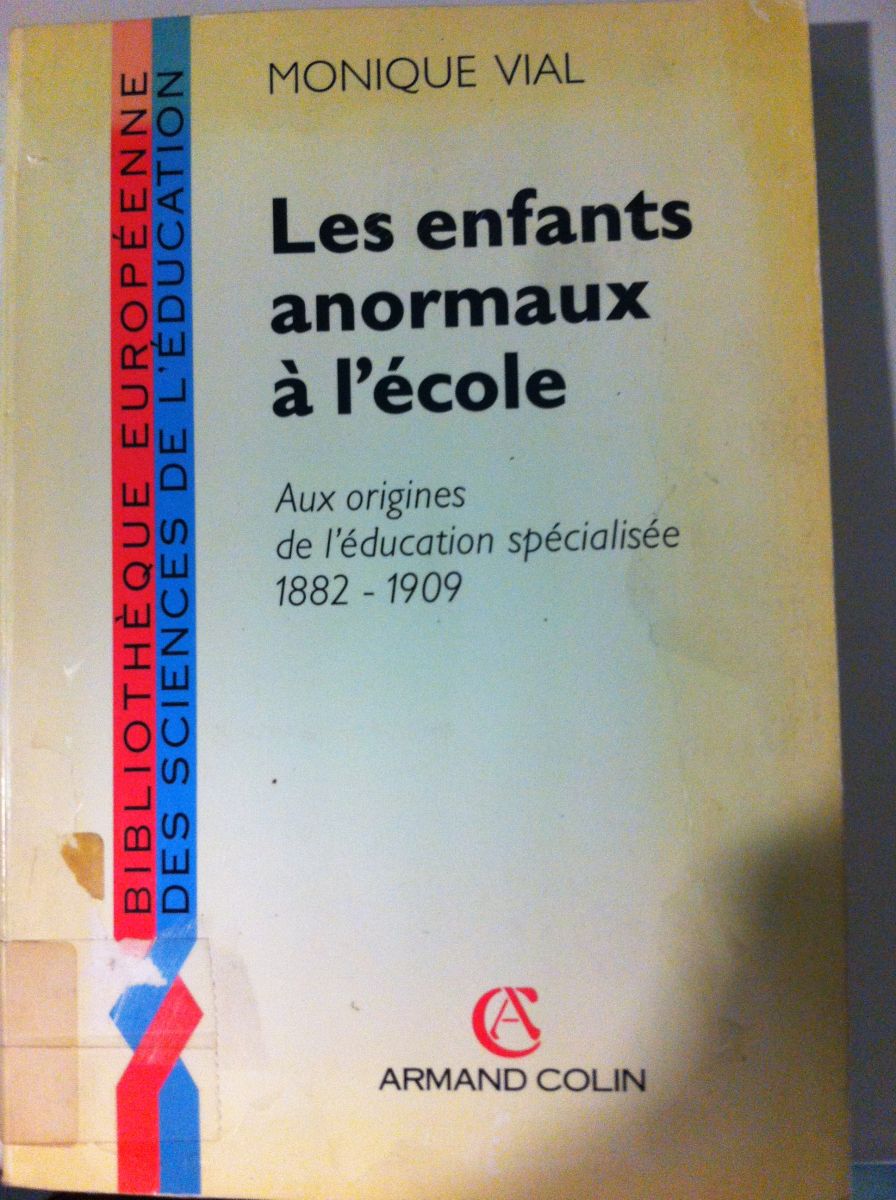 MONIQUE VIAL
Les enfants
anormaux
à l'école
Aux origines
de l'éducation spécialisée
1882 - 1909
BIBLIOTHÈQUE EUROPÉENNE
DES SCIENCES DE L'ÉDUCATION
AC
ARMAND COLIN